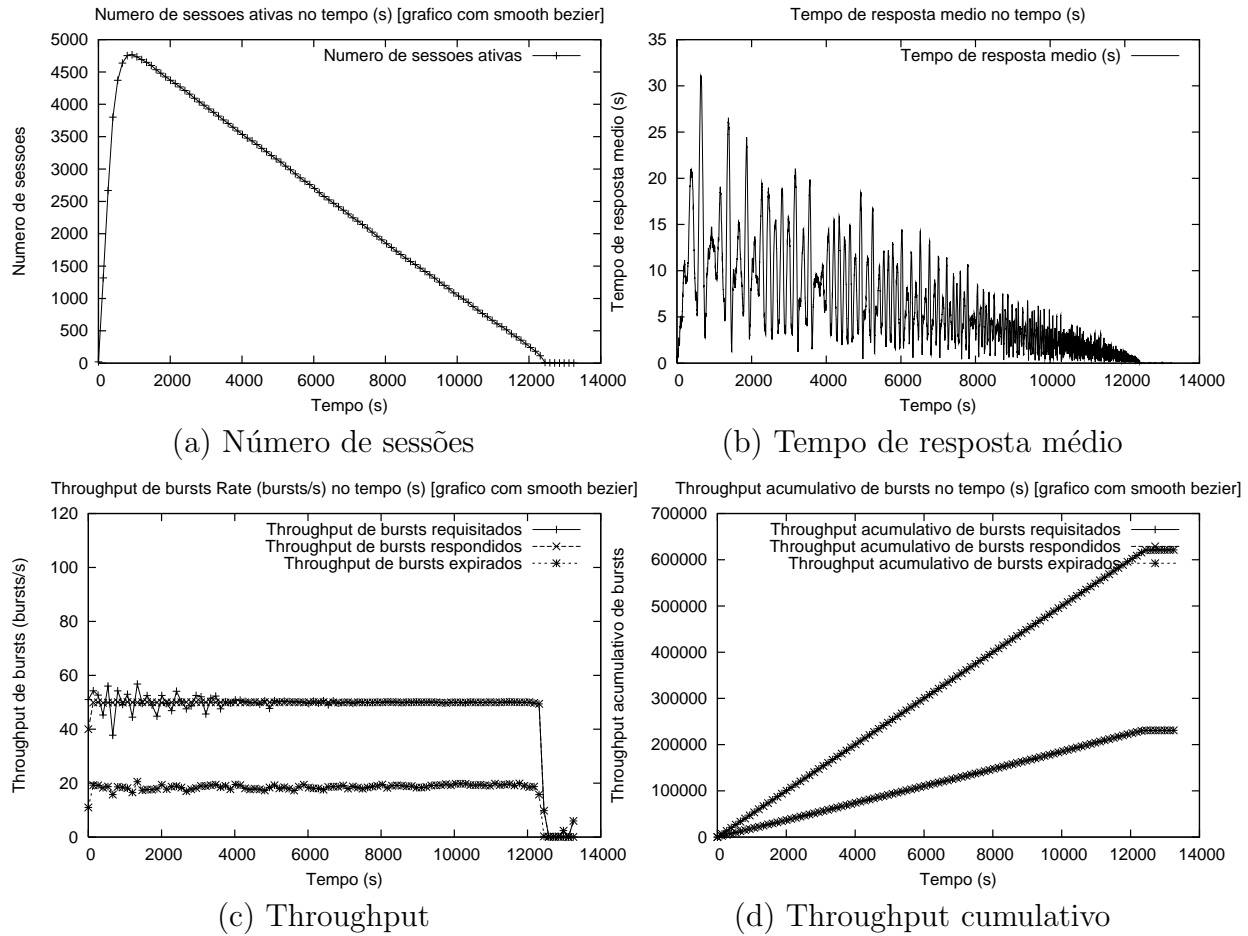 Numero de sessoes ativas no tempo (s) [grafico com smooth bezier]
5000
4500
4000
3500
3000
2500
2000
1500
1000
500
0
Numero de sessoes
Numero de sessoes ativas
0 2000 4000 6000 8000 10000 12000 14000
Tempo (s)
(a) Número de sessões
Tempo de resposta medio no tempo (s)
35
30
25
20
15
10
5
0
Tempo de resposta medio (s)
Tempo de resposta medio (s)
0 2000 4000 6000 8000 10000 12000 14000
Tempo (s)
(b) Tempo de resposta médio
Throughput de bursts Rate (bursts/s) no tempo (s) [grafico com smooth bezier]
120
100
80
60
40
20
0
Throughput de bursts (bursts/s)
Throughput de bursts requisitados
Throughput de bursts respondidos
Throughput de bursts expirados
0 2000 4000 6000 8000 10000 12000 14000
Tempo (s)
(c) Throughput
Throughput acumulativo de bursts no tempo (s) [grafico com smooth bezier]
700000
600000
500000
400000
300000
200000
100000
0
Throughput acumulativo de bursts
Throughput acumulativo de bursts requisitados
Throughput acumulativo de bursts respondidos
Throughput acumulativo de bursts expirados
0 2000 4000 6000 8000 10000 12000 14000
Tempo (s)
(d) Throughput cumulativo